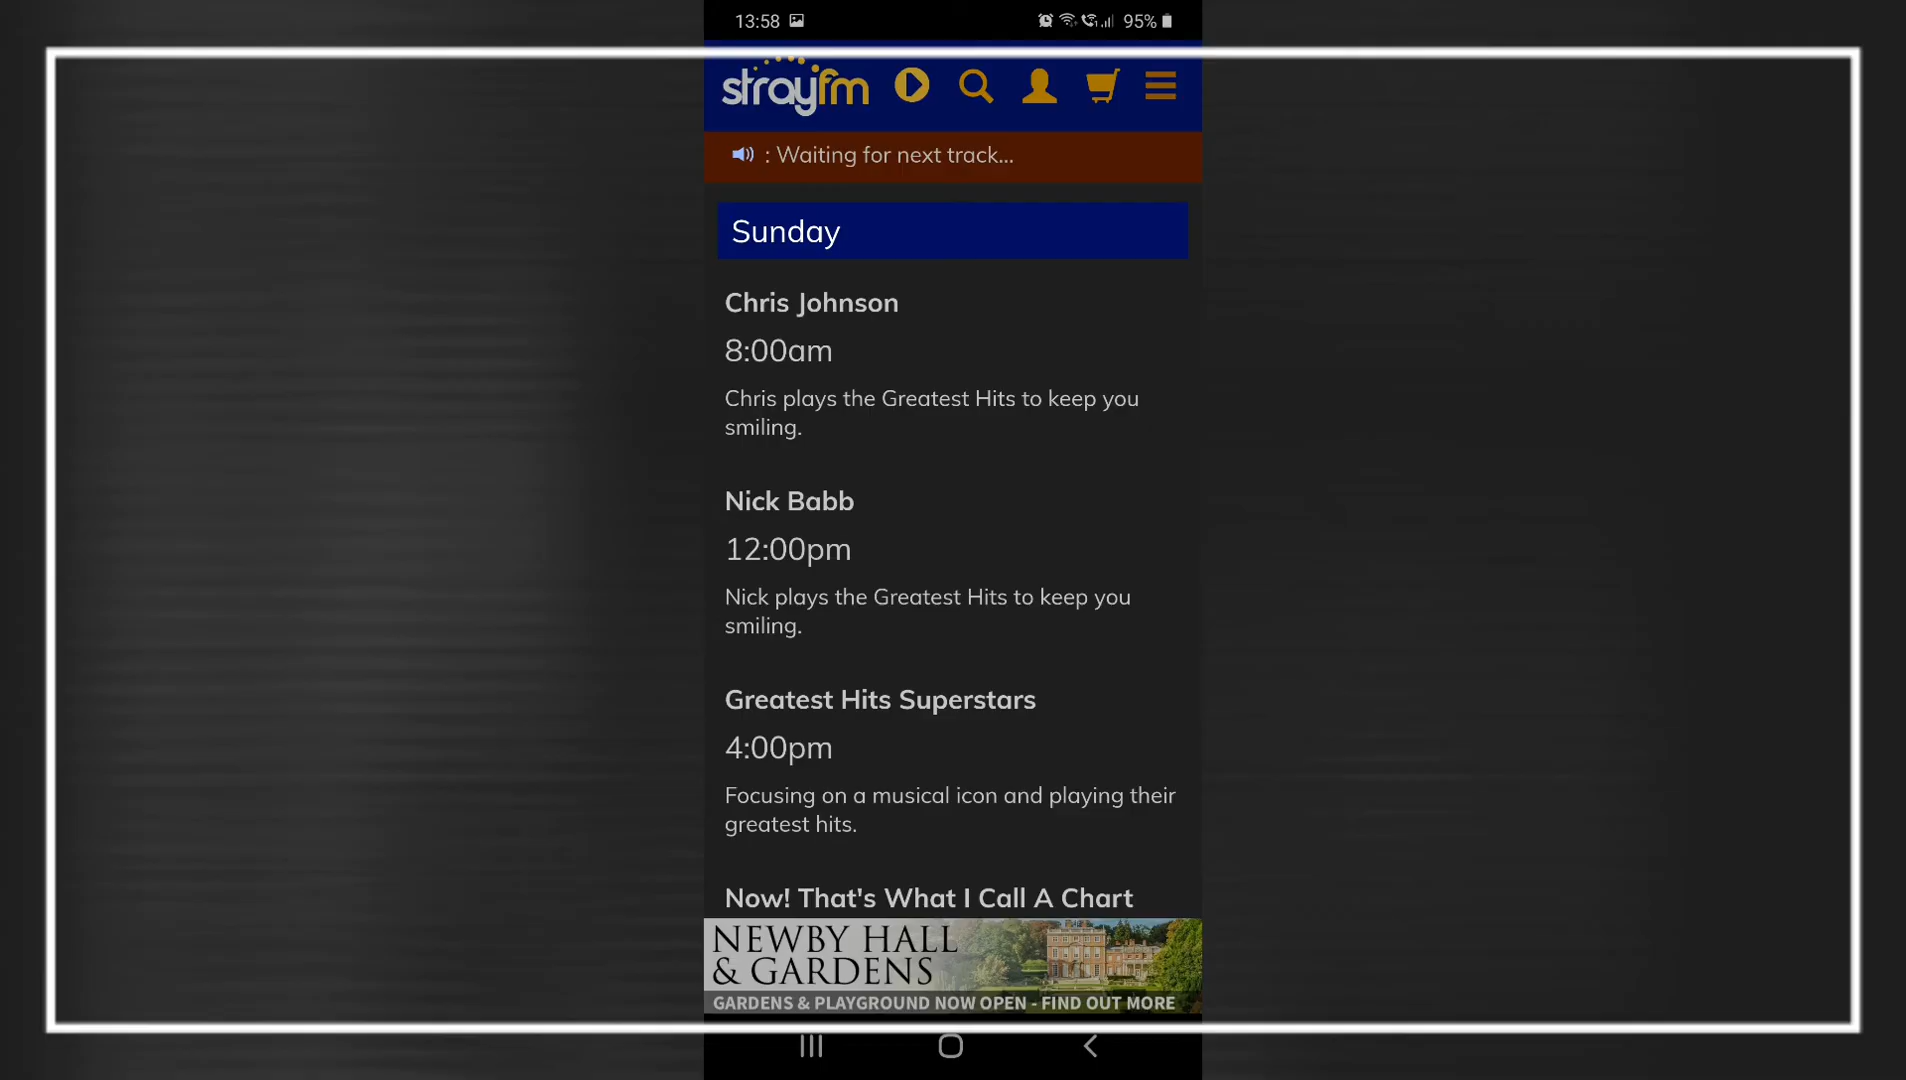 13:58 95%
strayfm
: Waiting for next track...
Sunday
Chris Johnson
8:00am
Chris plays the Greatest Hits to keep you
smiling.
Nick Babb
12:00pm
Nick plays the Greatest Hits to keep you
smiling.
Greatest Hits Superstars
4:00pm
Focusing on a musical icon and playing their
greatest hits.
Now! That's What I Call A Chart
NEWBY HALL
& GARDENS
GARDENS & PLAYGROUND NOW OPEN - FIND OUT MORE